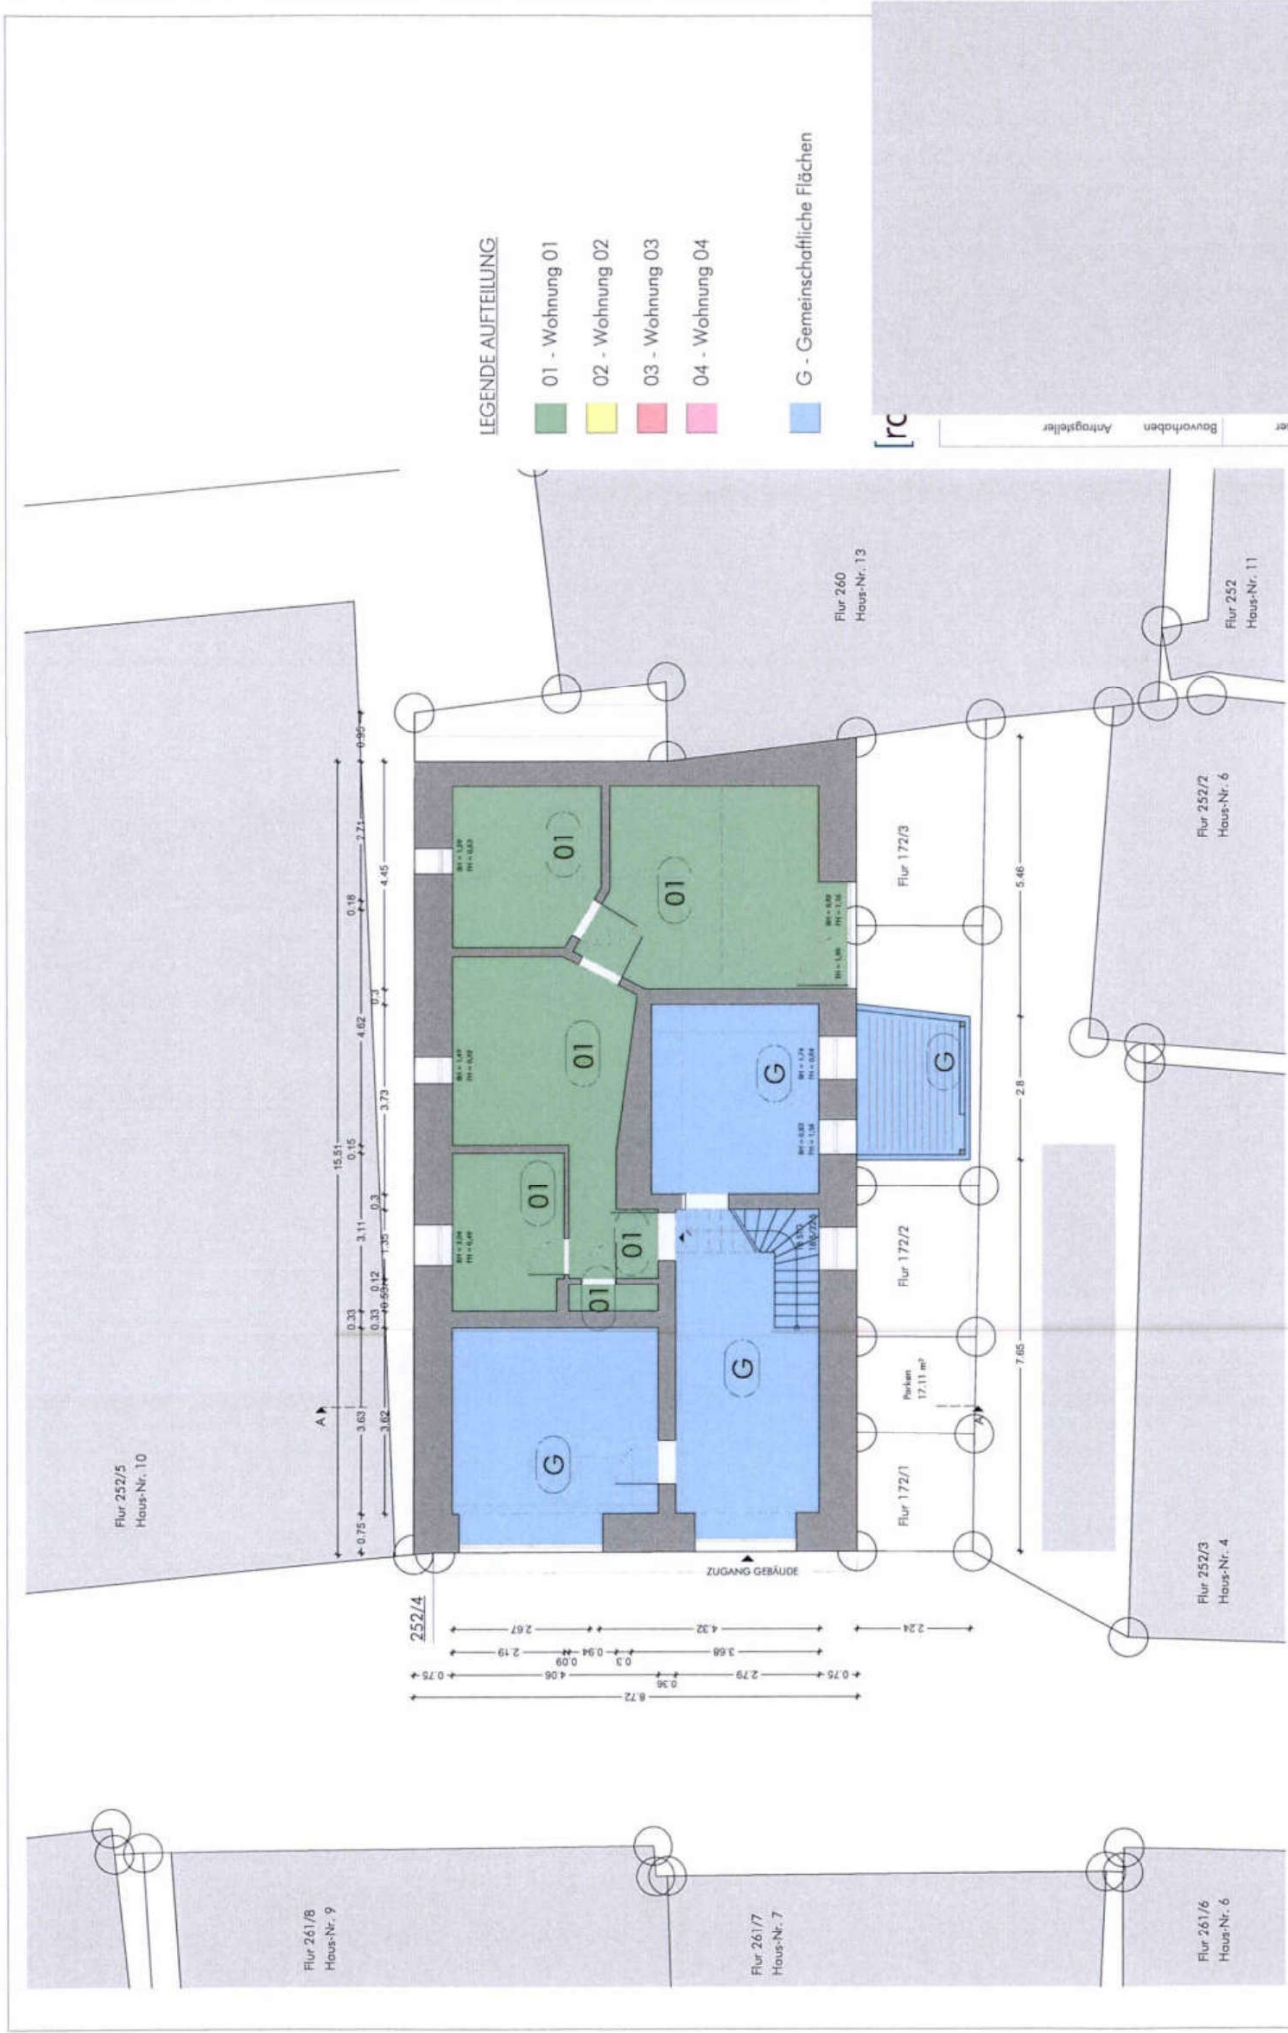 LEGENDE AUFTEILUNG
01 - Wohnung 01
02 - Wohnung 02
03 - Wohnung 03
04 - Wohnung 04
G - Gemeinschaftliche Flächen
[ro
Antragsteller
Bauvorhaben
Flur 252/5
Haus-Nr. 10
Flur 260
Haus-Nr. 13
Flur 252
Haus-Nr. 11
Flur 252/2
Haus-Nr. 6
Flur 252/3
Haus-Nr. 4
Flur 261/8
Haus-Nr. 9
Flur 261/7
Haus-Nr. 7
Flur 261/6
Haus-Nr. 6
252/4
Flur 172/1
Parken
17.11 m²
Flur 172/2
Flur 172/3
ZUGANG GEBÄUDE
A
A
15.51
0.75
3.63
0.33
3.11
0.15
4.62
0.18
2.71
0.95
3.62
0.33
0.12
1.35
0.3
3.73
0.3
4.45
7.65
2.8
5.46
2.67
4.32
2.19
0.09
0.94
0.3
3.68
0.75
4.06
0.36
2.79
0.75
8.72
2.24
01
01
01
01
01
01
G
G
G
G